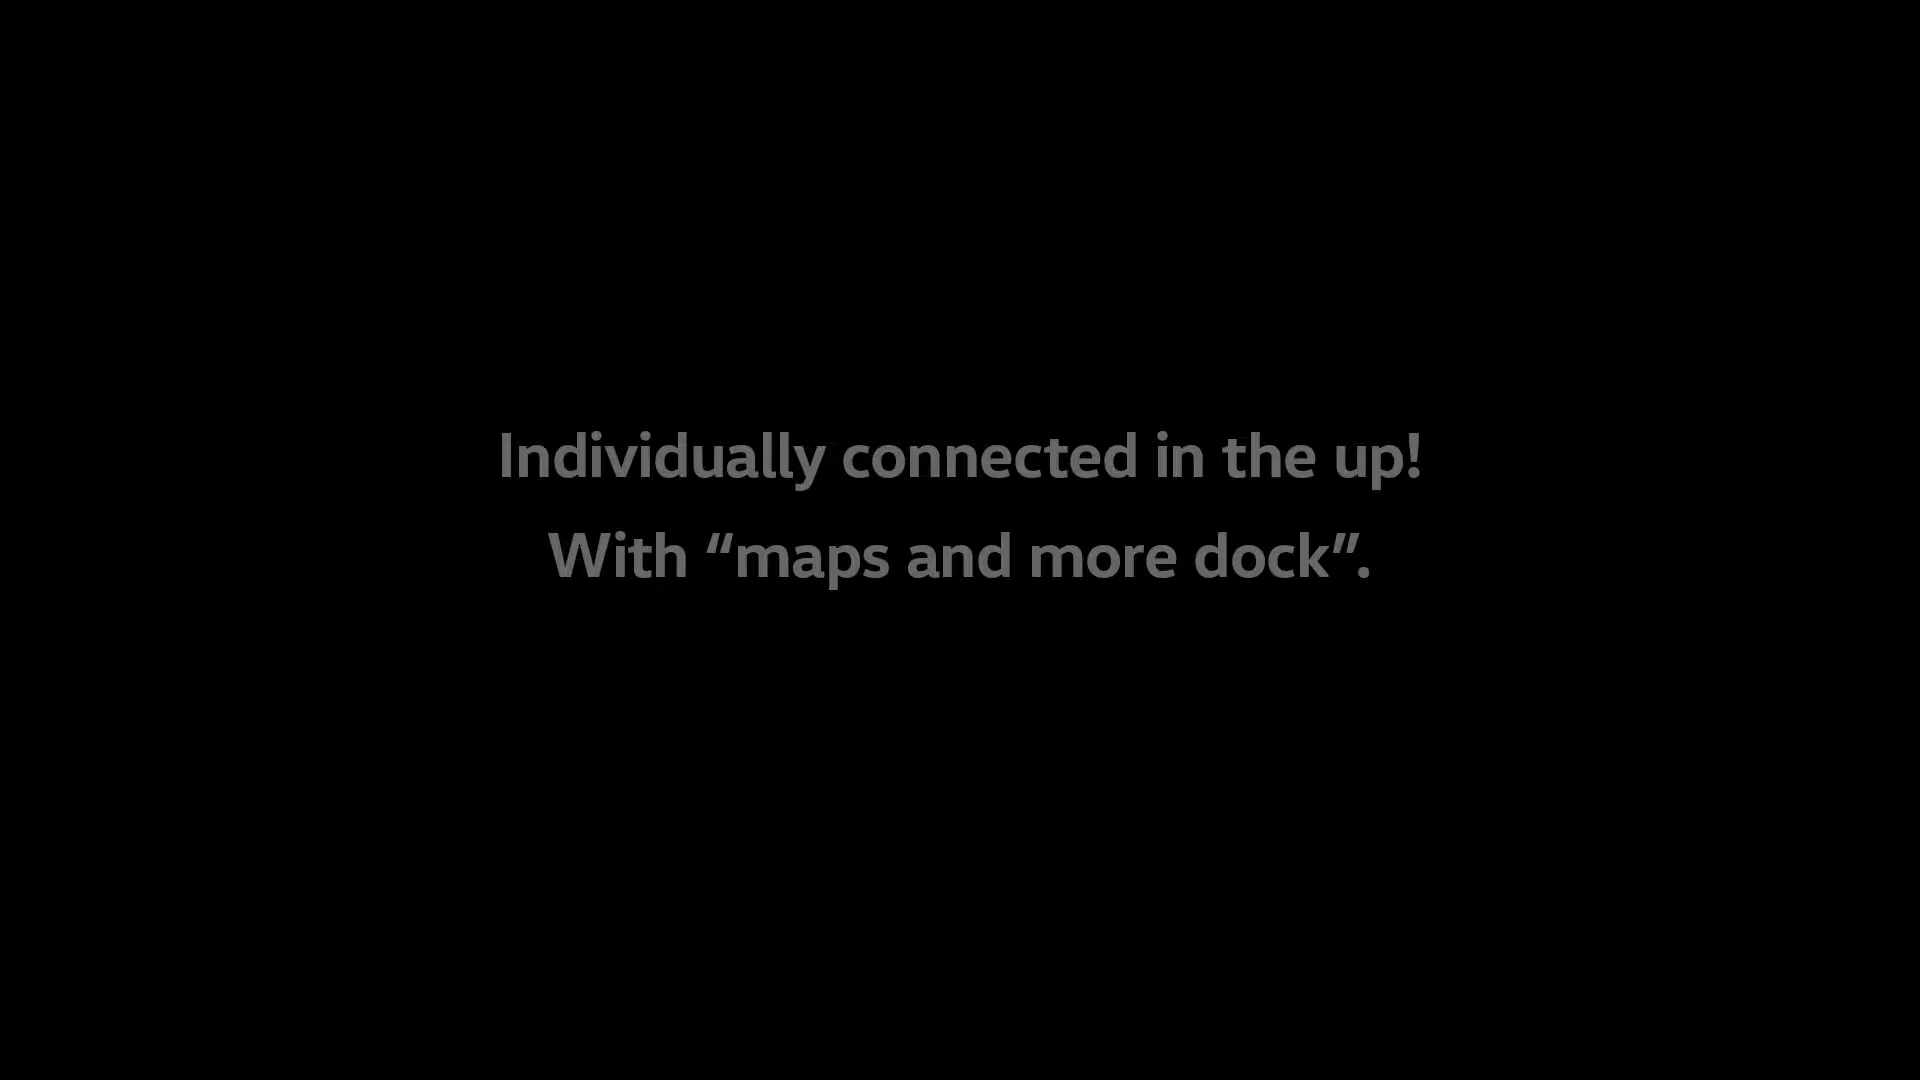 Individually connected in the up!
With “maps and more dock”.